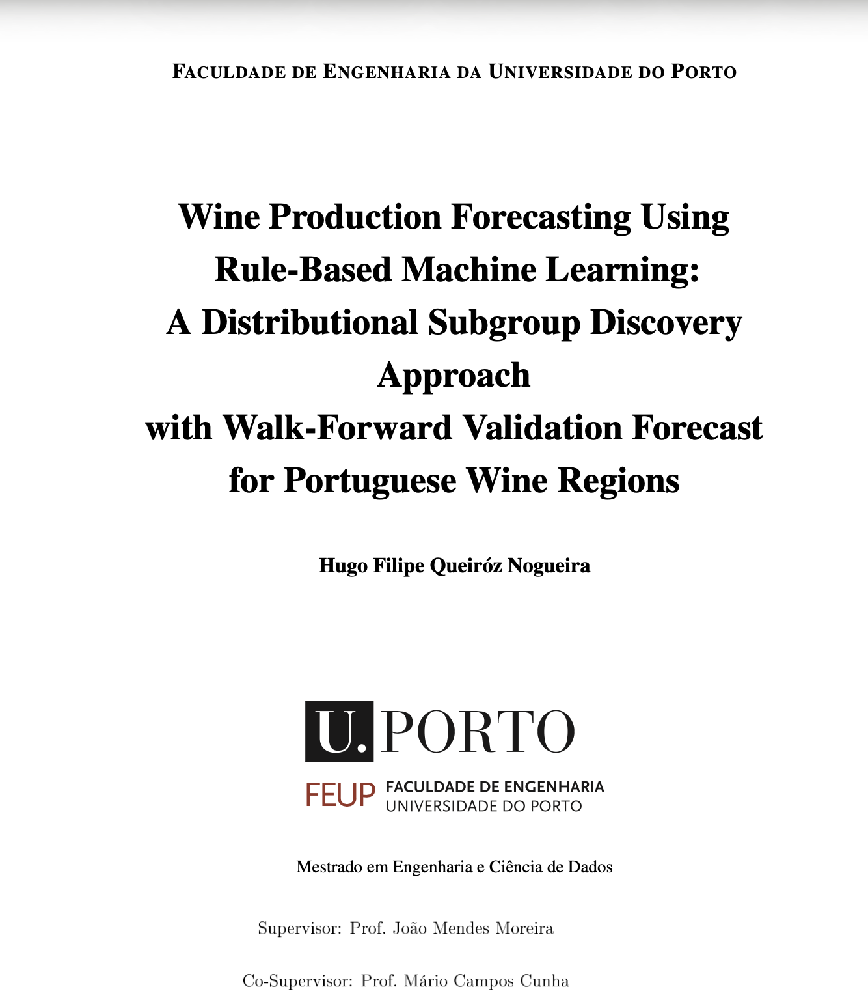 FACULDADE DE ENGENHARIA DA UNIVERSIDADE DO PORTO
Wine Production Forecasting Using
Rule-Based Machine Learning:
A Distributional Subgroup Discovery
Approach
with Walk-Forward Validation Forecast
for Portuguese Wine Regions
Hugo Filipe Queiróz Nogueira
U.PORTO
FEUP FACULDADE DE ENGENHARIA
UNIVERSIDADE DO PORTO
Mestrado em Engenharia e Ciência de Dados
Supervisor: Prof. João Mendes Moreira
Co-Supervisor: Prof. Mário Campos Cunha